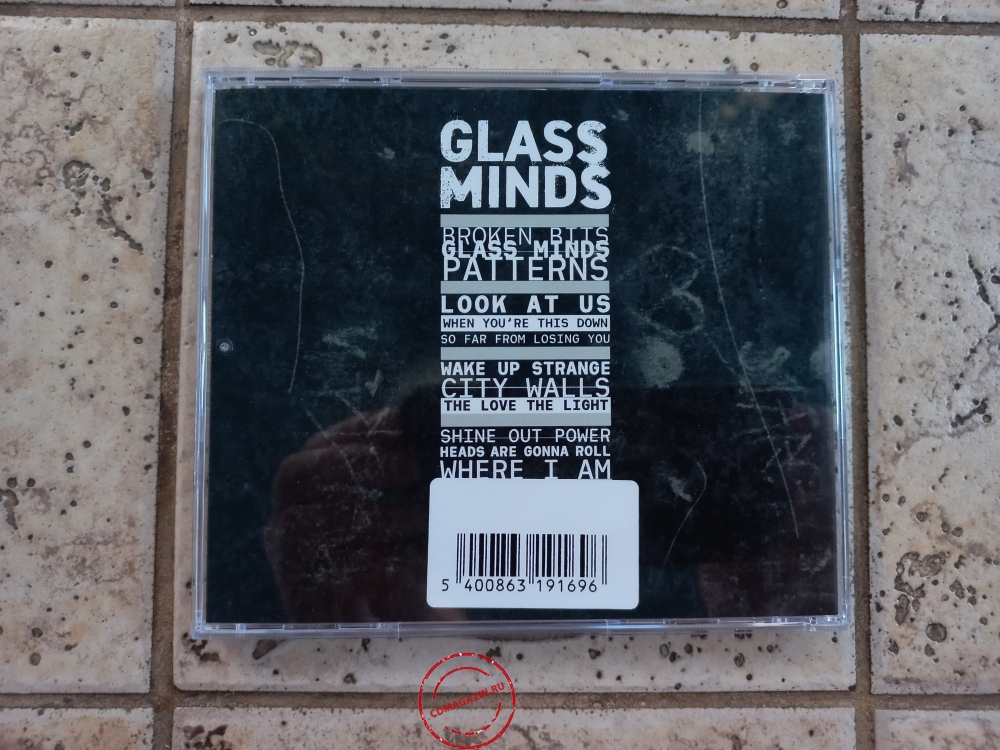 GLASS
MINDS
BROKEN BITS
GLASS MINDS
PATTERNS
LOOK AT US
WHEN YOU'RE THIS DOWN
SO FAR FROM LOSING YOU
WAKE UP STRANGE
CITY WALLS
THE LOVE THE LIGHT
SHINE OUT POWER
HEADS ARE GONNA ROLL
WHERE I AM
5 400863 191696
CDMAGAZIN.RU